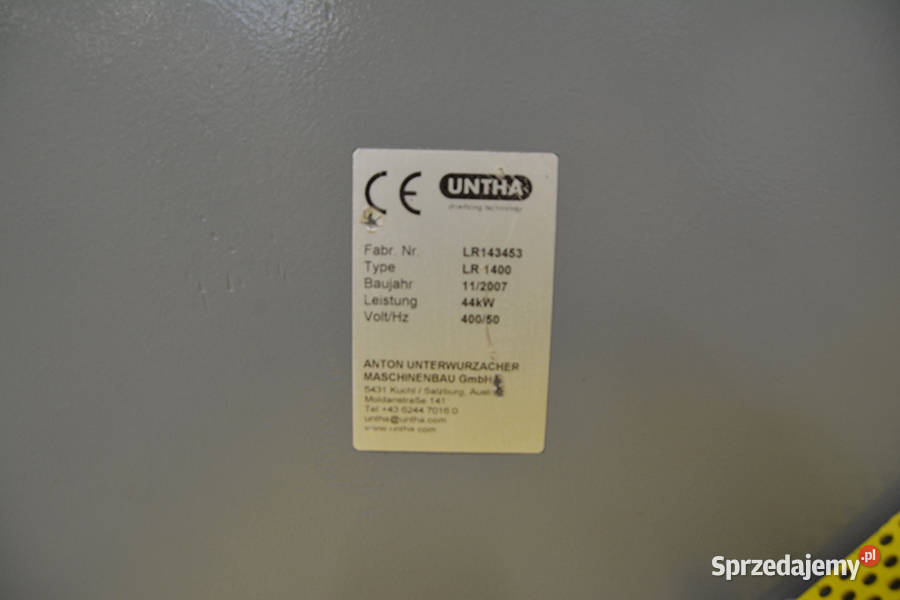 CE UNTHA
shredding technology
Fabr. Nr. LR143453
Type LR 1400
Baujahr 11/2007
Leistung 44kW
Volt/Hz 400/50
ANTON UNTERWURZACHER
MASCHINENBAU GmbH
5431 Kuchl / Salzburg,
Moldanstraße 141
Tel +43 6244 7016 0
untha@untha.com
www.untha.com
Sprzedajemy.pl